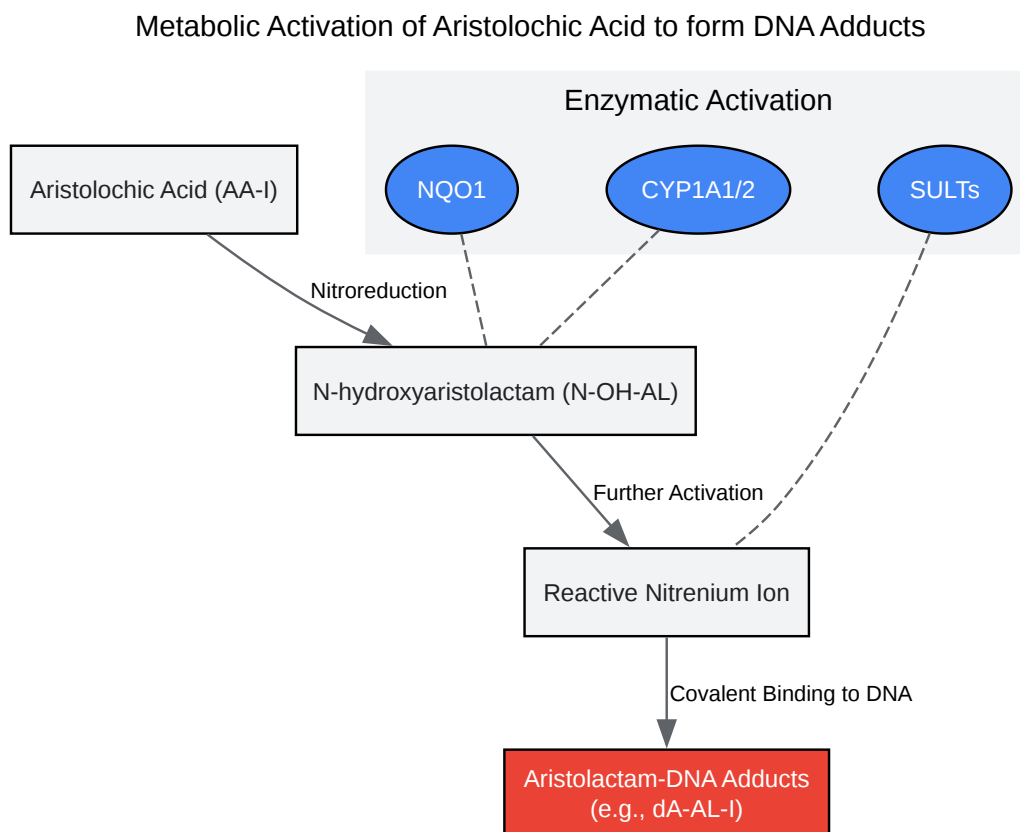 Metabolic Activation of Aristolochic Acid to form DNA Adducts
Enzymatic Activation
Aristolochic Acid (AA-I)
NQO1
CYP1A1/2
SULTs
Nitroreduction
N-hydroxyaristolactam (N-OH-AL)
Further Activation
Reactive Nitrenium Ion
Covalent Binding to DNA
Aristolactam-DNA Adducts
(e.g., dA-AL-I)